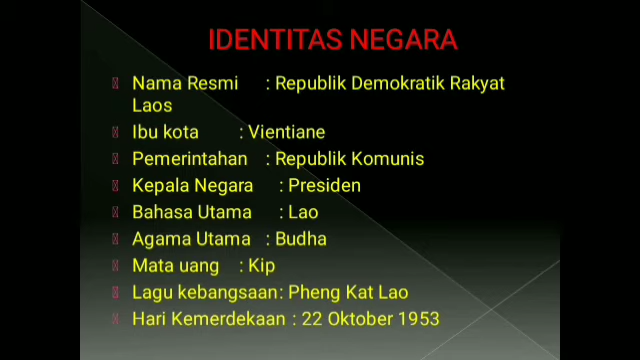 IDENTITAS NEGARA
Nama Resmi : Republik Demokratik Rakyat
Laos
Ibu kota : Vientiane
Pemerintahan : Republik Komunis
Kepala Negara : Presiden
Bahasa Utama : Lao
Agama Utama : Budha
Mata uang : Kip
Lagu kebangsaan: Pheng Kat Lao
Hari Kemerdekaan : 22 Oktober 1953